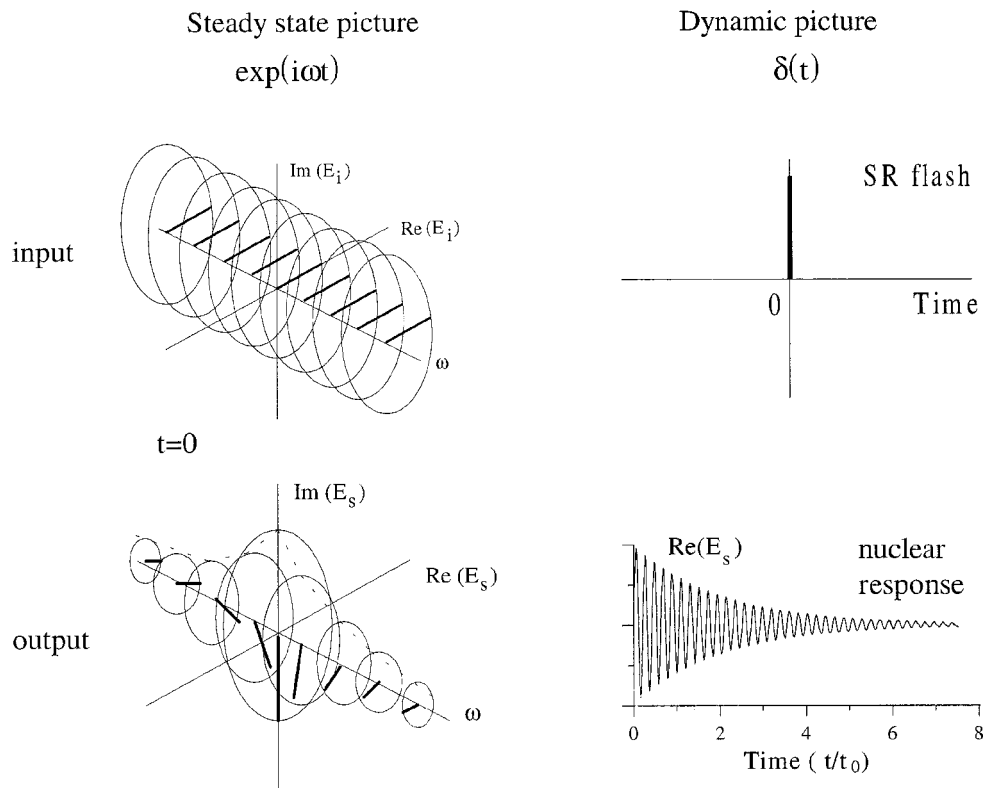 Steady state picture
exp(iωt)
Dynamic picture
δ(t)
input
Im (E_i)
Re (E_i)
ω
SR flash
0
Time
t=0
output
Im (E_s)
Re (E_s)
ω
Re(E_s)
nuclear
response
0 2 4 6 8
Time ( t/t_0)